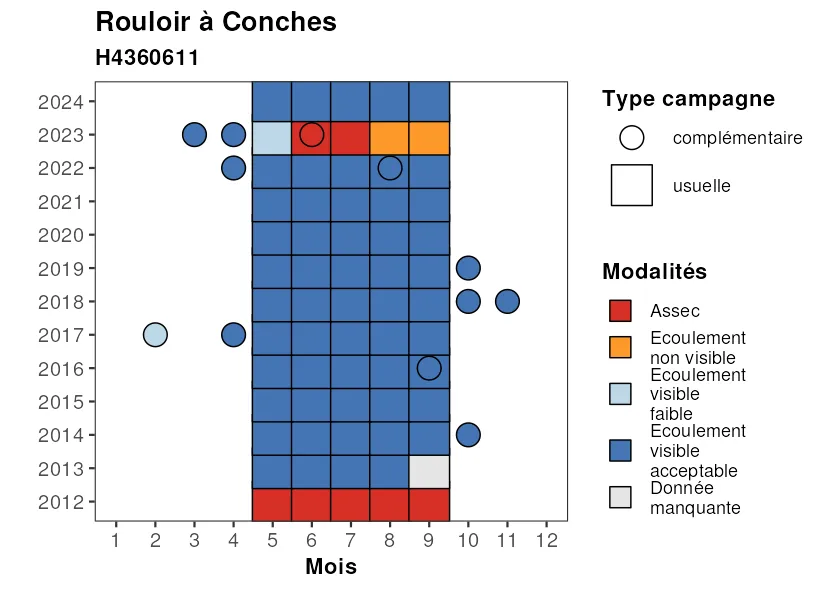 Rouloir à Conches
H4360611
2024
2023
2022
2021
2020
2019
2018
2017
2016
2015
2014
2013
2012
1 2 3 4 5 6 7 8 9 10 11 12
Mois
Type campagne
complémentaire
usuelle
Modalités
Assec
Ecoulement
non visible
Ecoulement
visible
faible
Ecoulement
visible
acceptable
Donnée
manquante